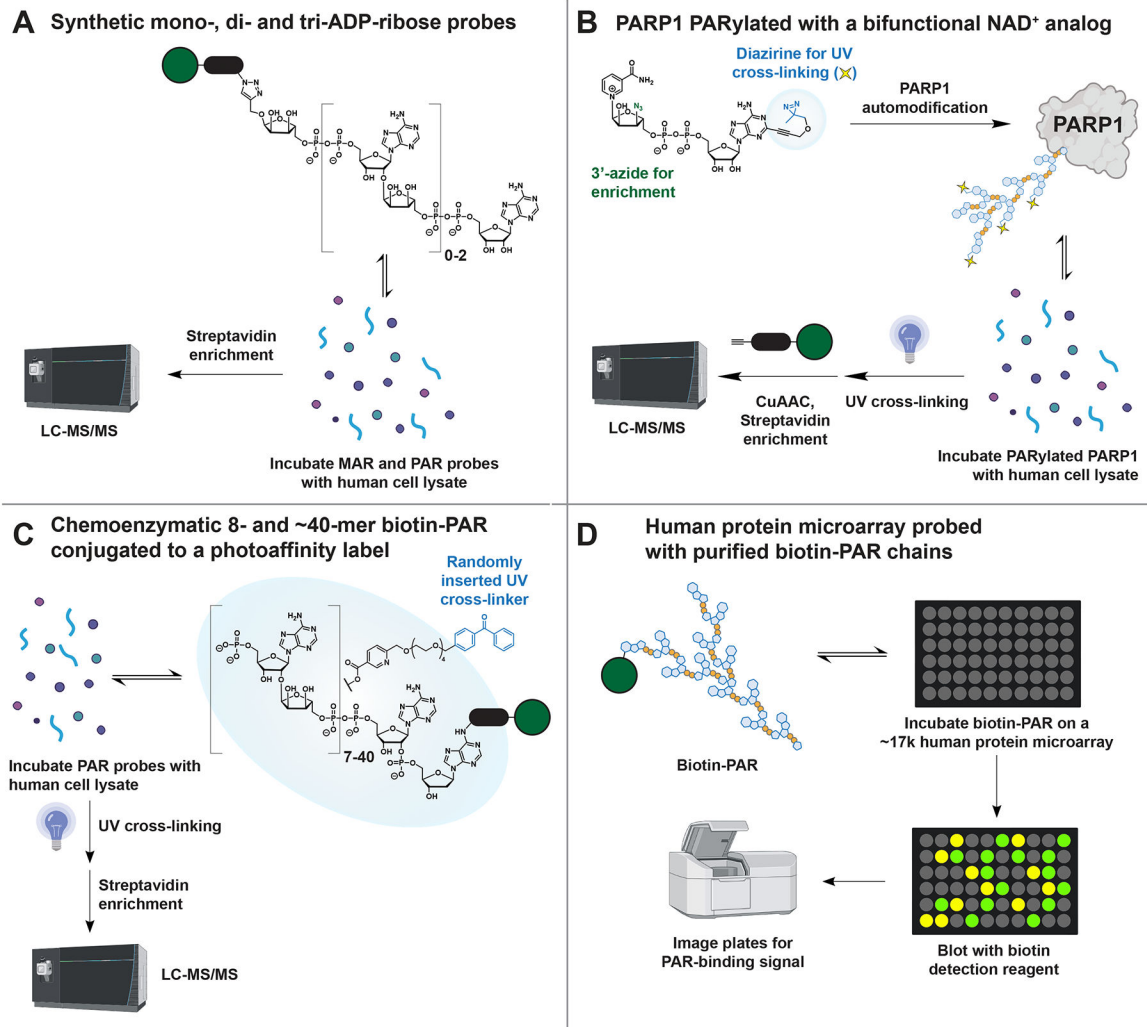 A Synthetic mono-, di- and tri-ADP-ribose probes
0-2
Streptavidin
enrichment
LC-MS/MS
Incubate MAR and PAR probes
with human cell lysate
B PARP1 PARylated with a bifunctional NAD⁺ analog
Diazirine for UV
cross-linking ( )
3'-azide for
enrichment
PARP1
automodification
PARP1
UV cross-linking
CuAAC,
Streptavidin
enrichment
LC-MS/MS
Incubate PARylated PARP1
with human cell lysate
C Chemoenzymatic 8- and ~40-mer biotin-PAR
conjugated to a photoaffinity label
Randomly
inserted UV
cross-linker
7-40
Incubate PAR probes with
human cell lysate
UV cross-linking
Streptavidin
enrichment
LC-MS/MS
D Human protein microarray probed
with purified biotin-PAR chains
Biotin-PAR
Incubate biotin-PAR on a
~17k human protein microarray
Blot with biotin
detection reagent
Image plates for
PAR-binding signal